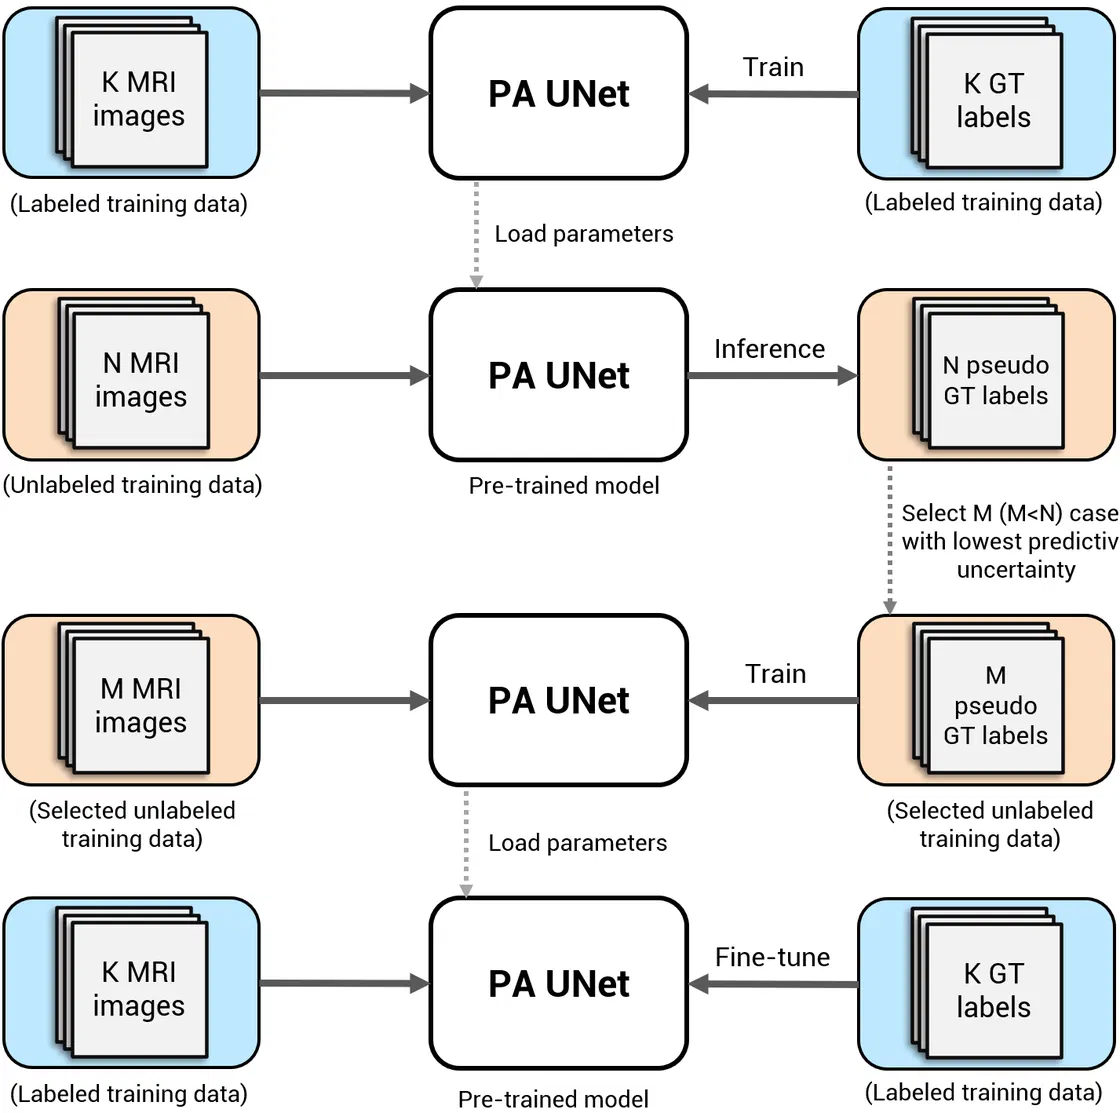 K MRI
images
PA UNet
Train
K GT
labels
(Labeled training data)
(Labeled training data)
Load parameters
N MRI
images
PA UNet
Inference
N pseudo
GT labels
(Unlabeled training data)
Pre-trained model
Select M (M<N) case
with lowest predictiv
uncertainty
M MRI
images
PA UNet
Train
M
pseudo
GT labels
(Selected unlabeled
training data)
(Selected unlabeled
training data)
Load parameters
K MRI
images
PA UNet
Fine-tune
K GT
labels
(Labeled training data)
Pre-trained model
(Labeled training data)